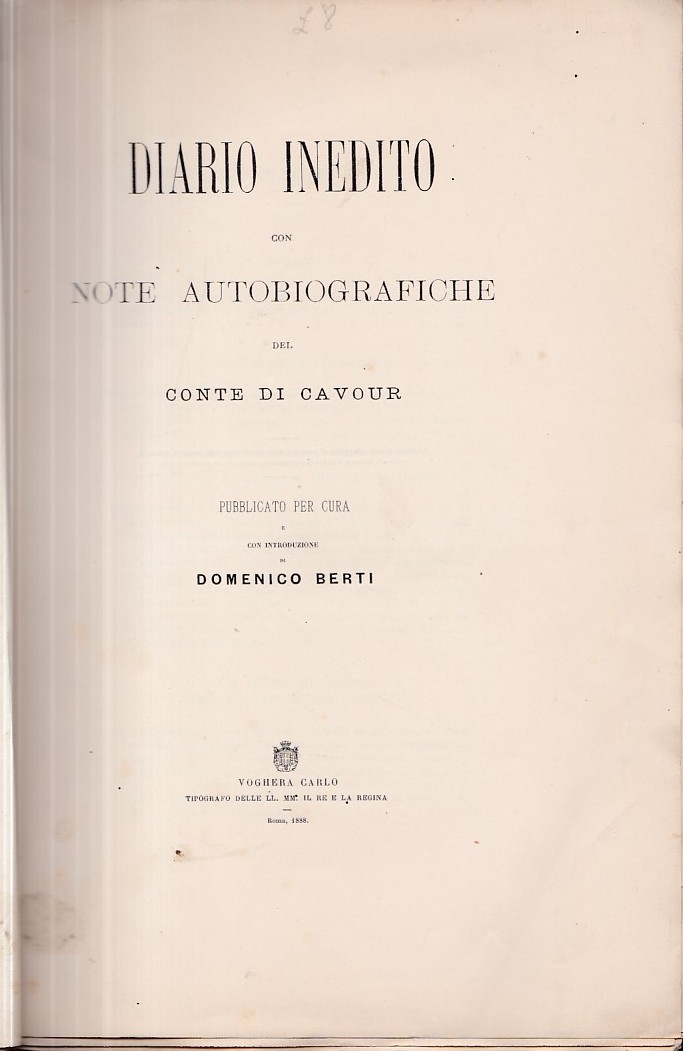 £ 8
DIARIO INEDITO
CON
NOTE AUTOBIOGRAFICHE
DEL
CONTE DI CAVOUR
PUBBLICATO PER CURA
E
CON INTRODUZIONE
DI
DOMENICO BERTI
VOGHERA CARLO
TIPOGRAFO DELLE LL. MM. IL RE E LA REGINA
Roma, 1888.